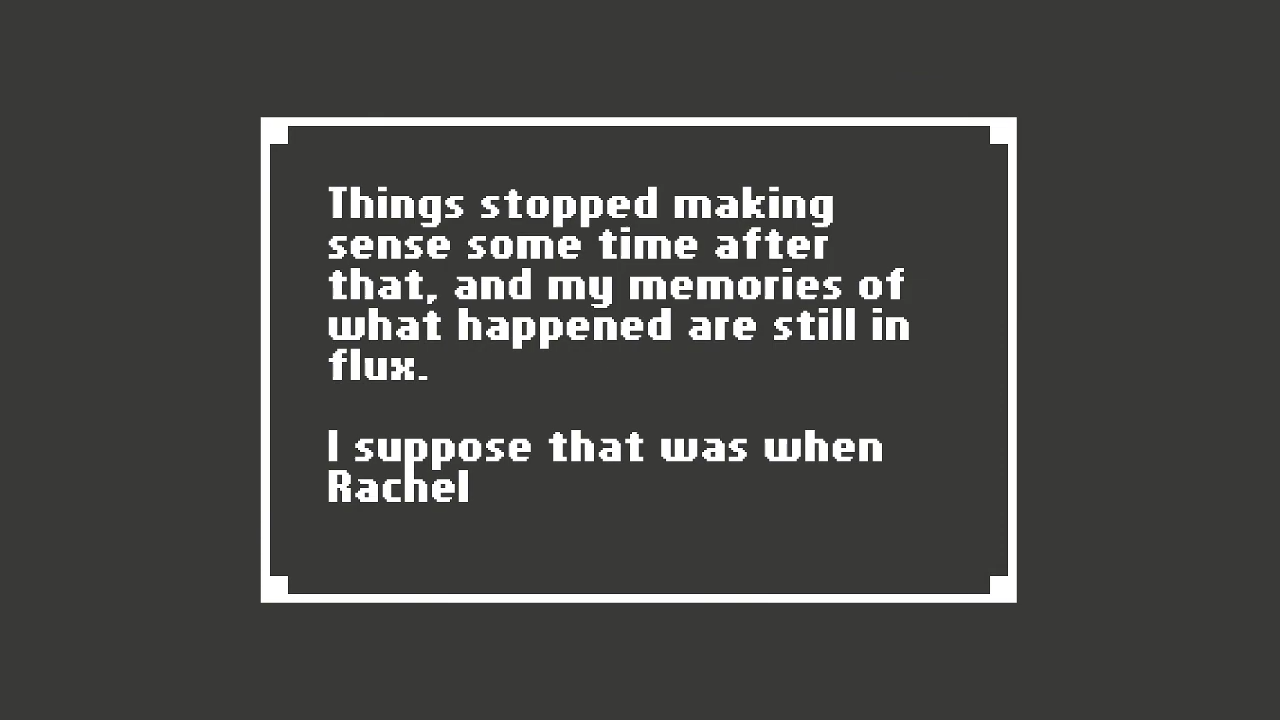 Things stopped making
sense some time after
that, and my memories of
what happened are still in
flux.
I suppose that was when
Rachel